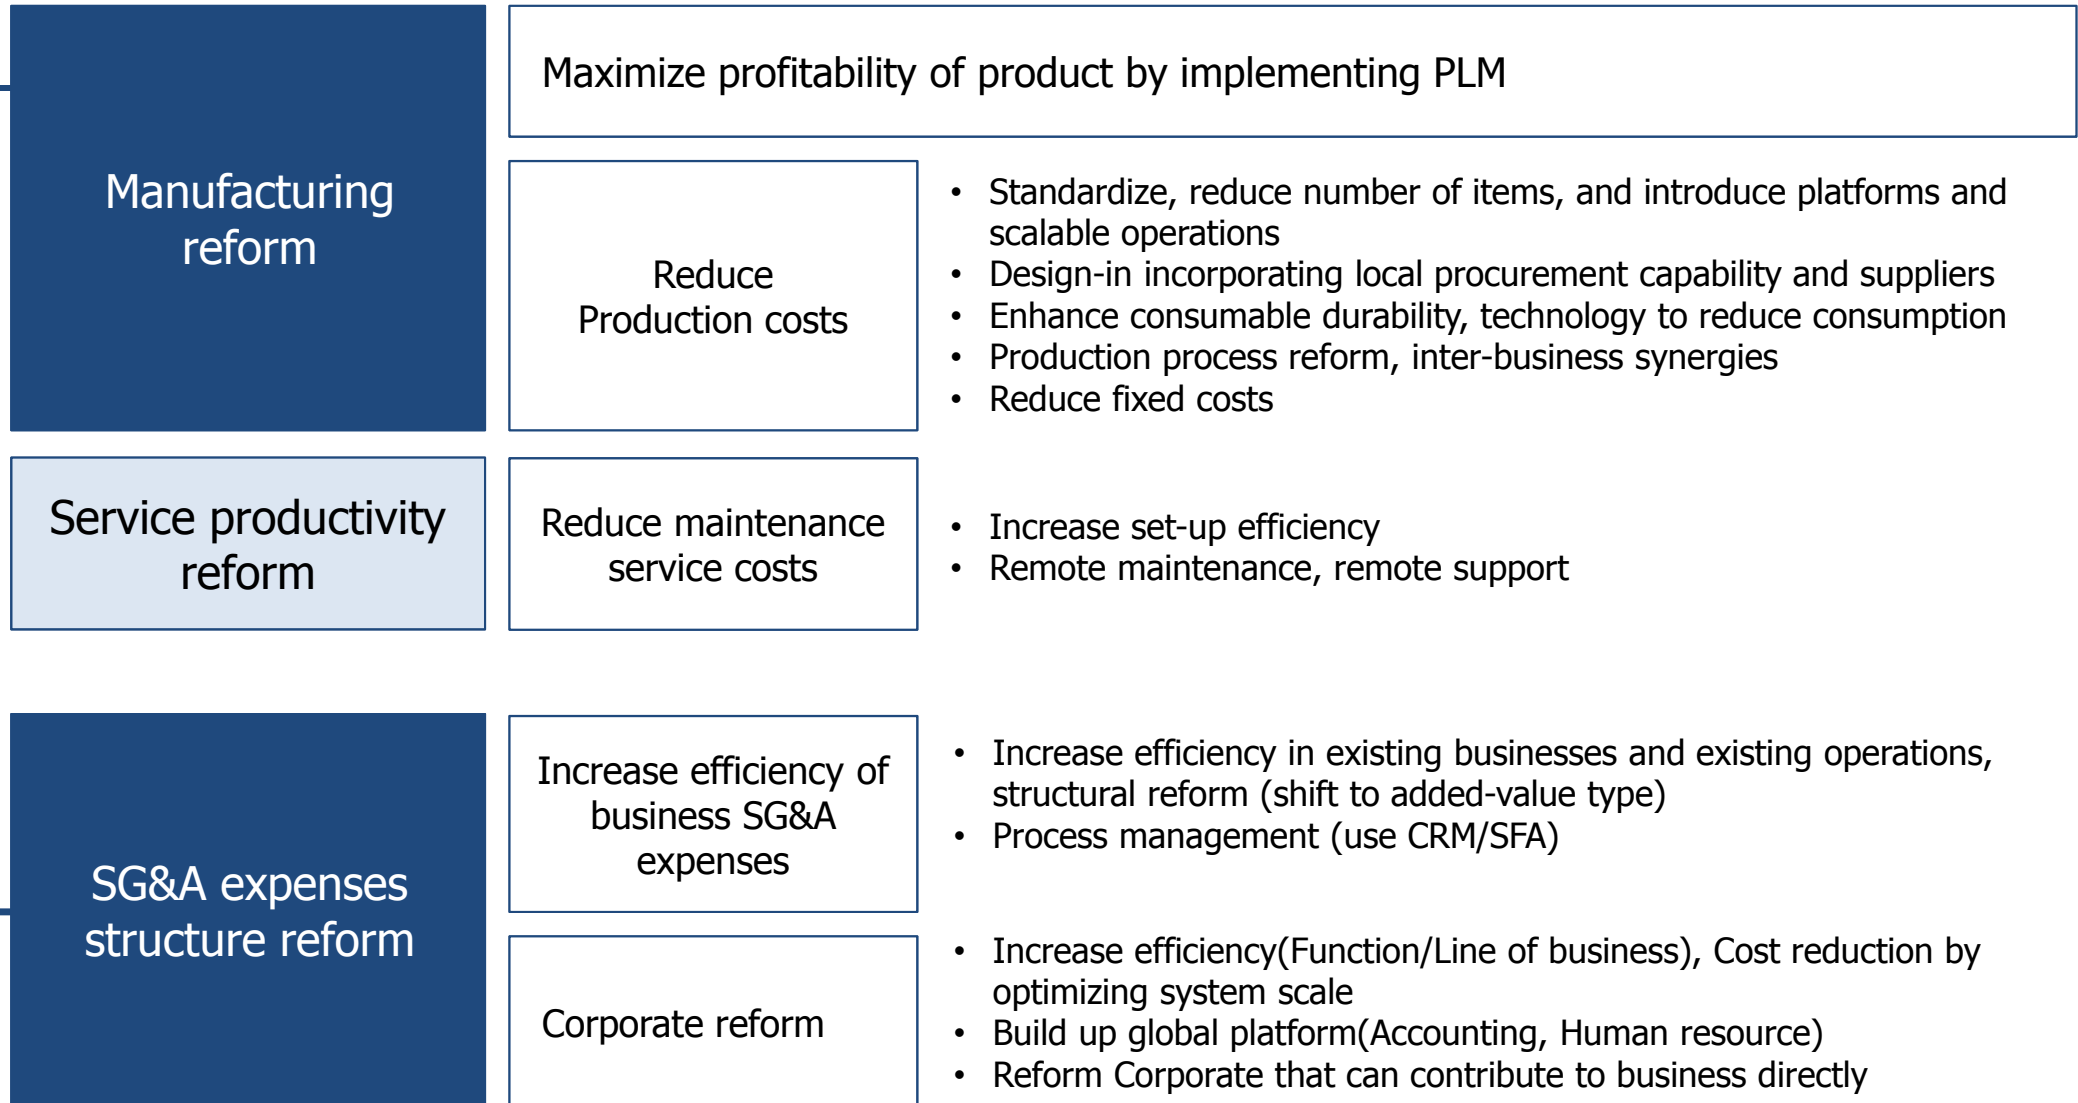 Manufacturing
reform
Maximize profitability of product by implementing PLM
Reduce
Production costs
• Standardize, reduce number of items, and introduce platforms and
scalable operations
• Design-in incorporating local procurement capability and suppliers
• Enhance consumable durability, technology to reduce consumption
• Production process reform, inter-business synergies
• Reduce fixed costs
Service productivity
reform
Reduce maintenance
service costs
• Increase set-up efficiency
• Remote maintenance, remote support
SG&A expenses
structure reform
Increase efficiency of
business SG&A
expenses
• Increase efficiency in existing businesses and existing operations,
structural reform (shift to added-value type)
• Process management (use CRM/SFA)
Corporate reform
• Increase efficiency(Function/Line of business), Cost reduction by
optimizing system scale
• Build up global platform(Accounting, Human resource)
• Reform Corporate that can contribute to business directly